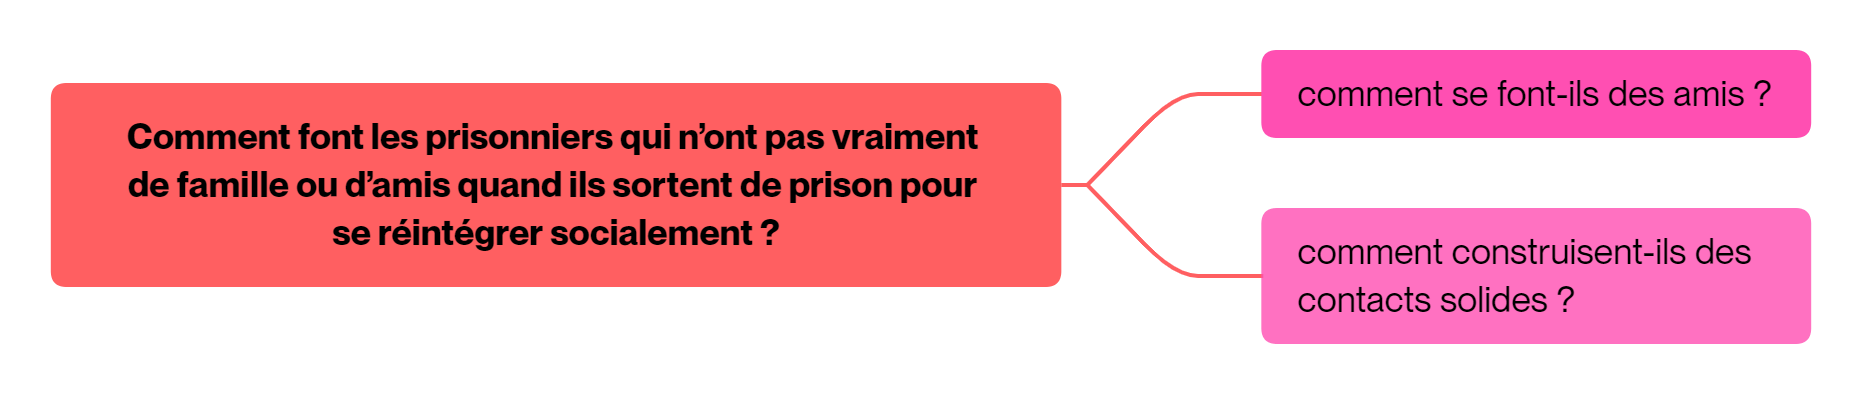 Comment font les prisonniers qui n’ont pas vraiment
de famille ou d’amis quand ils sortent de prison pour
se réintégrer socialement ?
comment se font-ils des amis ?
comment construisent-ils des
contacts solides ?